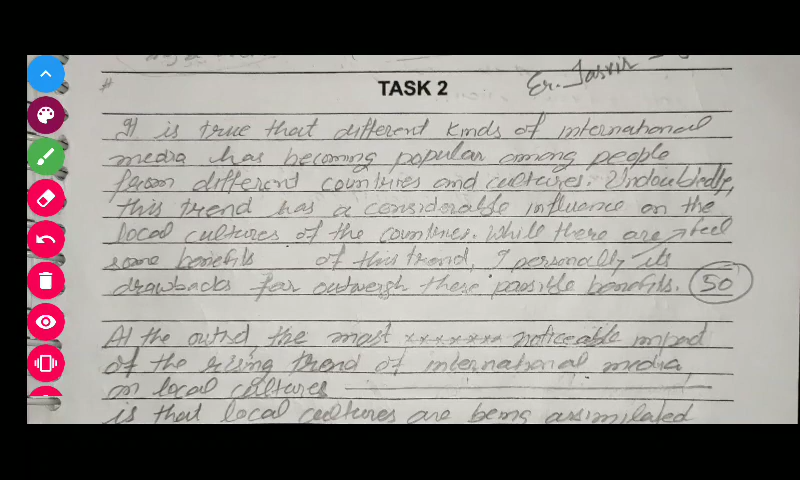 #
TASK 2
Er. Jasvir
It is true that different kinds of international
media has becoming popular among people
from different countries and cultures. Undoubtedly,
this trend has a considerable influence on the
local cultures of the countries. While there are feel
some benefits of this trend, I personally its
drawbacks far outweigh these possible benefits. 50
At the outset, the most ******* noticeable impact
of the rising trend of international media
on local cultures
is that local cultures are being assimilated